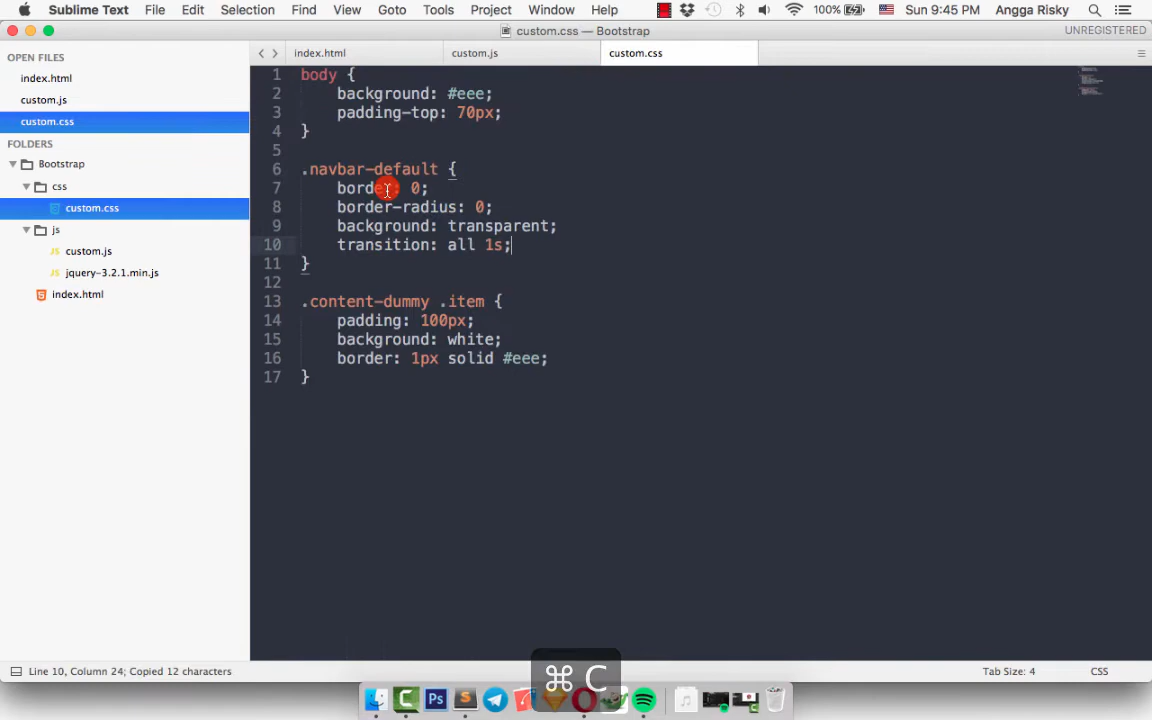 Sublime Text File Edit Selection Find View Goto Tools Project Window Help 100% Sun 9:45 PM Angga Risky
custom.css — Bootstrap UNREGISTERED
OPEN FILES
index.html
custom.js
custom.css
FOLDERS
Bootstrap
css
custom.css
js
custom.js
jquery-3.2.1.min.js
index.html
index.html custom.js custom.css
1 body {
2 background: #eee;
3 padding-top: 70px;
4 }
5
6 .navbar-default {
7 border: 0;
8 border-radius: 0;
9 background: transparent;
10 transition: all 1s;
11 }
12
13 .content-dummy .item {
14 padding: 100px;
15 background: white;
16 border: 1px solid #eee;
17 }
Line 10, Column 24; Copied 12 characters Tab Size: 4 CSS
⌘ C
Ps